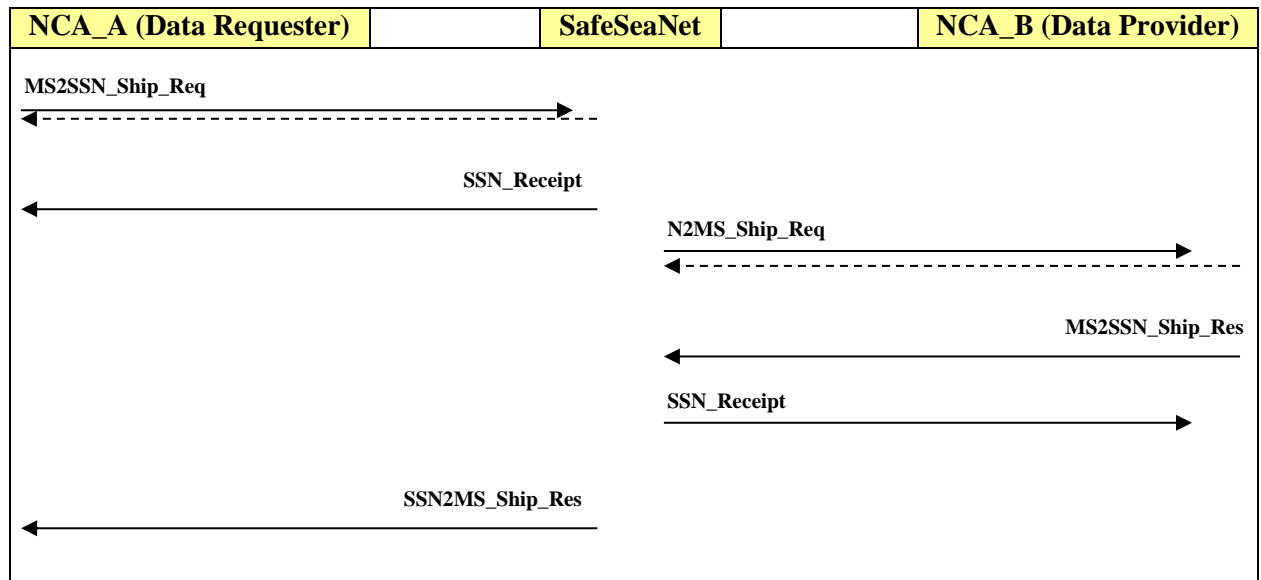 NCA_A (Data Requester) SafeSeaNet NCA_B (Data Provider)
MS2SSN_Ship_Req
SSN_Receipt
N2MS_Ship_Req
MS2SSN_Ship_Res
SSN_Receipt
SSN2MS_Ship_Res